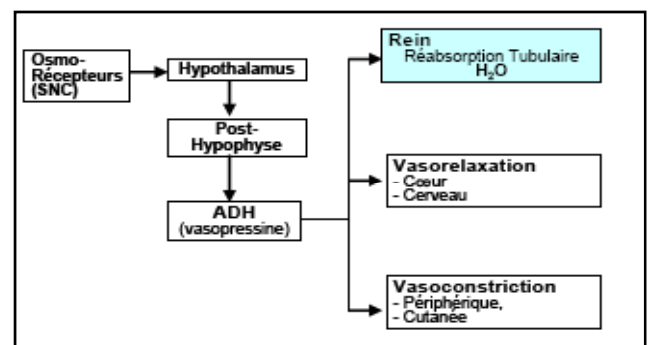 Osmo-
Récepteurs
(SNC)
Hypothalamus
Post-
Hypophyse
ADH
(vasopressine)
Rein
Réabsorption Tubulaire
H₂O
Vasorelaxation
- Cœur
- Cerveau
Vasoconstriction
- Périphérique,
- Cutanée